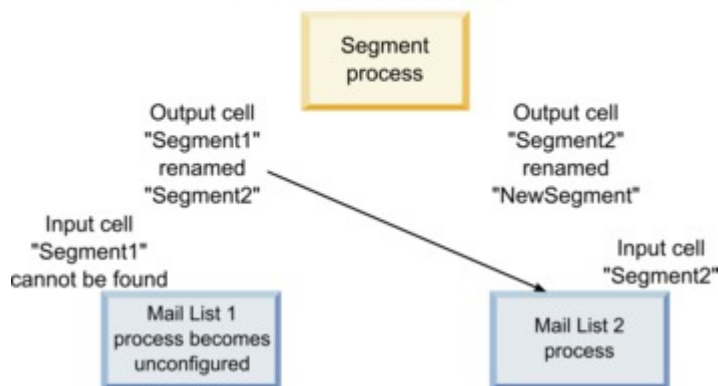 Segment
process
Output cell
"Segment1"
renamed
"Segment2"
Output cell
"Segment2"
renamed
"NewSegment"
Input cell
"Segment1"
cannot be found
Input cell
"Segment2"
Mail List 1
process becomes
unconfigured
Mail List 2
process